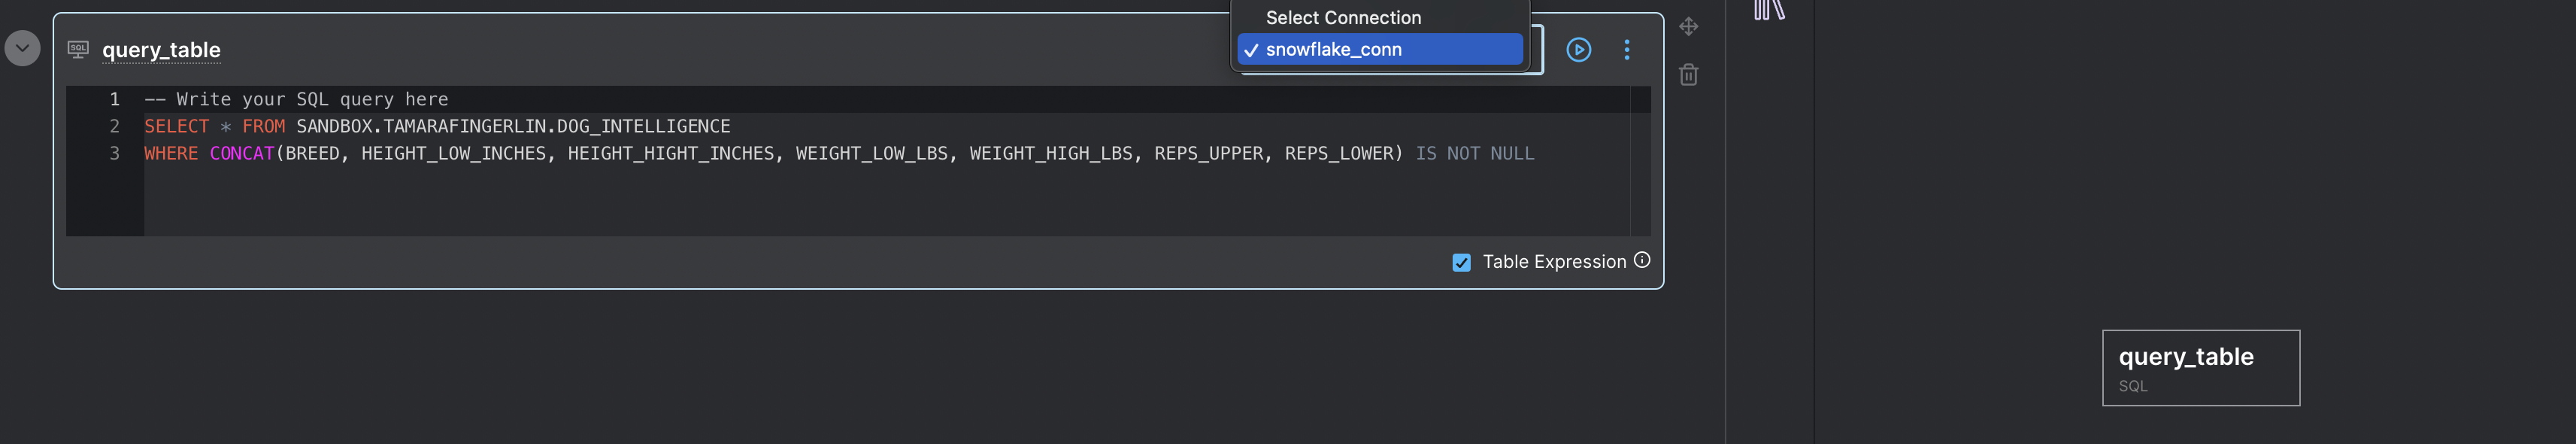 Select Connection
query_table
✓ snowflake_conn
1 -- Write your SQL query here
2 SELECT * FROM SANDBOX.TAMARAFINGERLIN.DOG_INTELLIGENCE
3 WHERE CONCAT(BREED, HEIGHT_LOW_INCHES, HEIGHT_HIGHT_INCHES, WEIGHT_LOW_LBS, WEIGHT_HIGH_LBS, REPS_UPPER, REPS_LOWER) IS NOT NULL
Table Expression
query_table
SQL